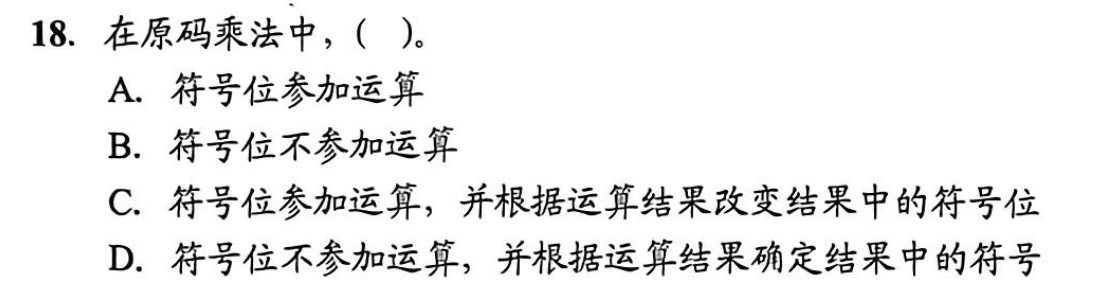 18. 在原码乘法中，( )。
A. 符号位参加运算
B. 符号位不参加运算
C. 符号位参加运算，并根据运算结果改变结果中的符号位
D. 符号位不参加运算，并根据运算结果确定结果中的符号